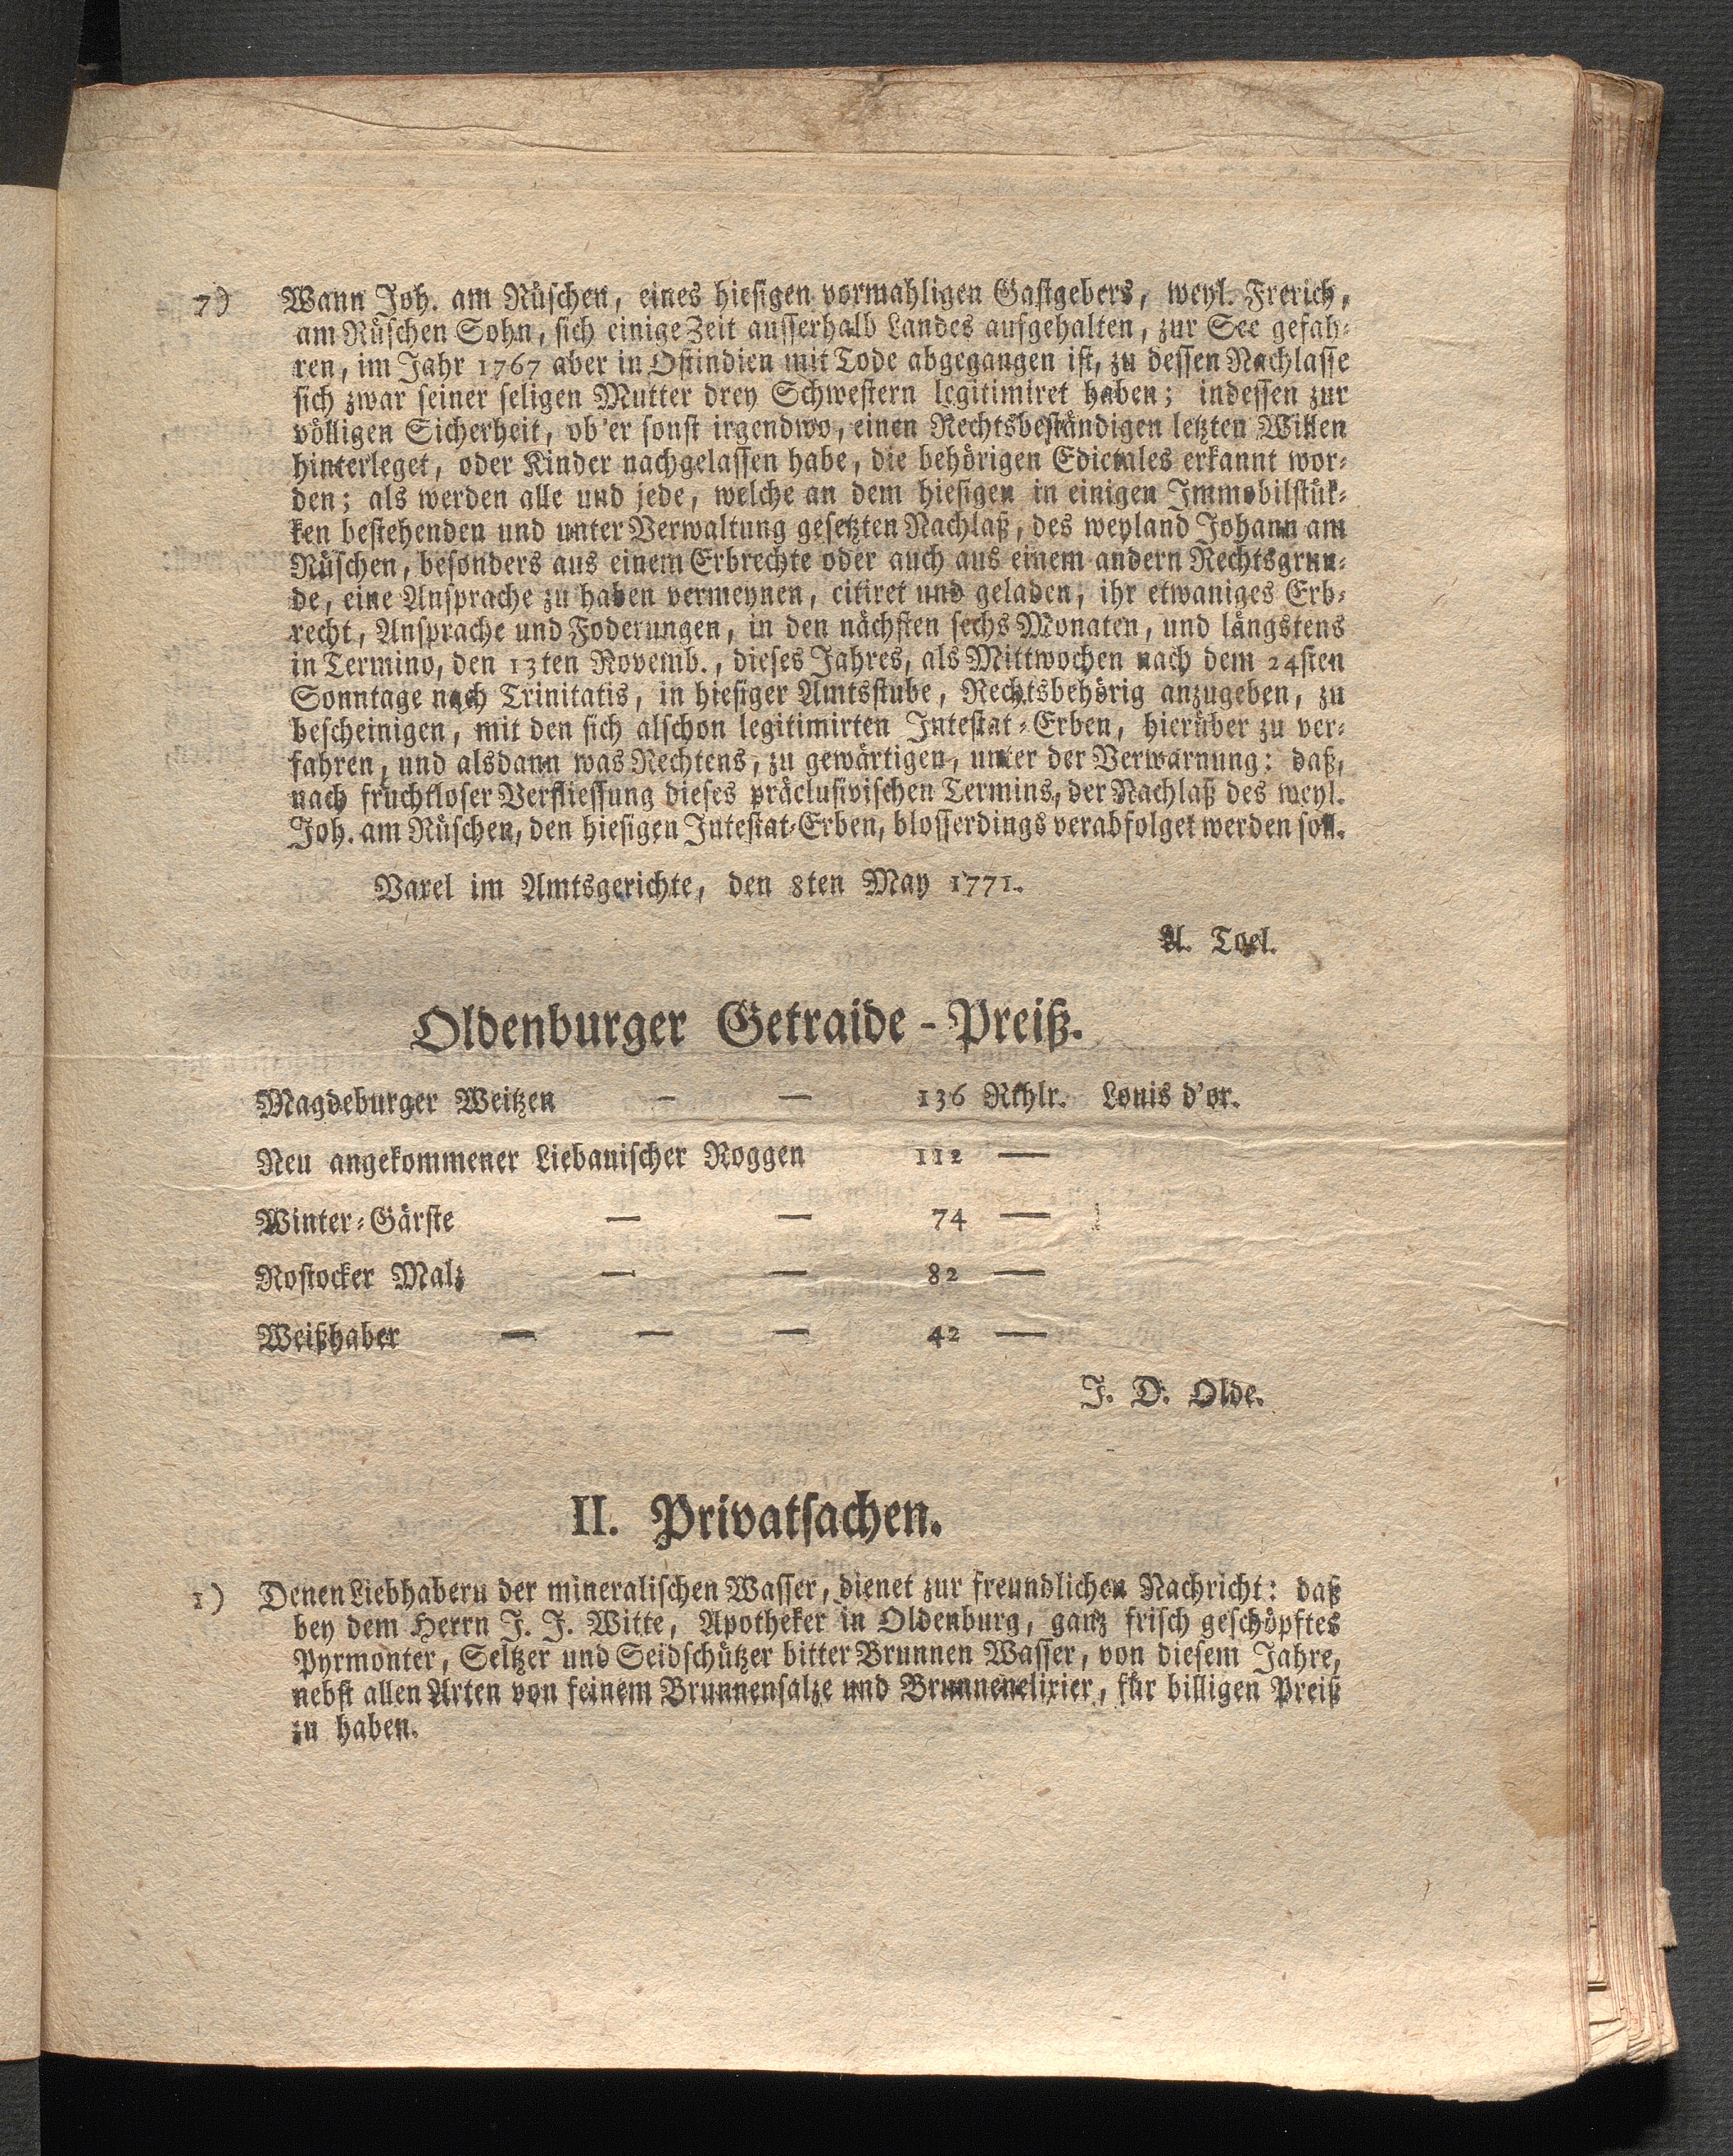 7) Wann Joh. am Rüschen, eines hiesigen vormahligen Gastgebers, weyl. Frerich,
am Rüschen Sohn, sich einige Zeit ausserhalb Landes aufgehalten, zur See gefah-
ren, im Jahr 1767 aber in Ostindien mit Tode abgegangen ist, zu dessen Nachlasse
sich zwar seiner seligen Mutter drey Schwestern legitimiret haben; indessen zur
völligen Sicherheit, ob er sonst irgendwo, einen Rechtsbeständigen letzten Willen
hinterleget, oder Kinder nachgelassen habe, die behörigen Edictales erkannt wor-
den; als werden alle und jede, welche an dem hiesigen in einigen Immobilstük-
ken bestehenden und unter Verwaltung gesetzten Nachlaß, des weyland Johann am
Rüschen, besonders aus einem Erbrechte oder auch aus einem andern Rechtsgrun-
de, eine Ansprache zu haben vermeynen, citiret und geladen, ihr etwaniges Erb-
recht, Ansprache und Foderungen, in den nächsten sechs Monaten, und längstens
in Termino, den 13ten Novemb., dieses Jahres, als Mittwochen nach dem 24sten
Sonntage nach Trinitatis, in hiesiger Amtsstube, Rechtsbehörig anzugeben, zu
bescheinigen, mit den sich alschon legitimirten Intestat-Erben, hierüber zu ver-
fahren, und alsdann was Rechtens, zu gewärtigen, unter der Verwarnung: daß,
nach fruchtloser Verfliessung dieses präclusivischen Termins, der Nachlaß des weyl.
Joh. am Rüschen, den hiesigen Intestat-Erben, blosserdings verabfolget werden soll.
Varel im Amtsgerichte, den 8ten May 1771.
A. Toel.
Oldenburger Getraide-Preiß.
Magdeburger Weitzen — — 136 Rthlr. Louis d'or.
Neu angekommener Liebauischer Roggen 112 —
Winter-Gärste — — 74 —
Rostocker Malz — — 82 —
Weißhaber — — — 42 —
J. D. Olde.
II. Privatsachen.
1) Denen Liebhabern der mineralischen Wasser, dienet zur freundlichen Nachricht: daß
bey dem Herrn J. J. Witte, Apotheker in Oldenburg, ganz frisch geschöpftes
Pyrmonter, Seltzer und Seidschützer bitter Brunnen Wasser, von diesem Jahre,
nebst allen Arten von feinem Brunnensalze und Brunnenelixier, für billigen Preiß
zu haben.